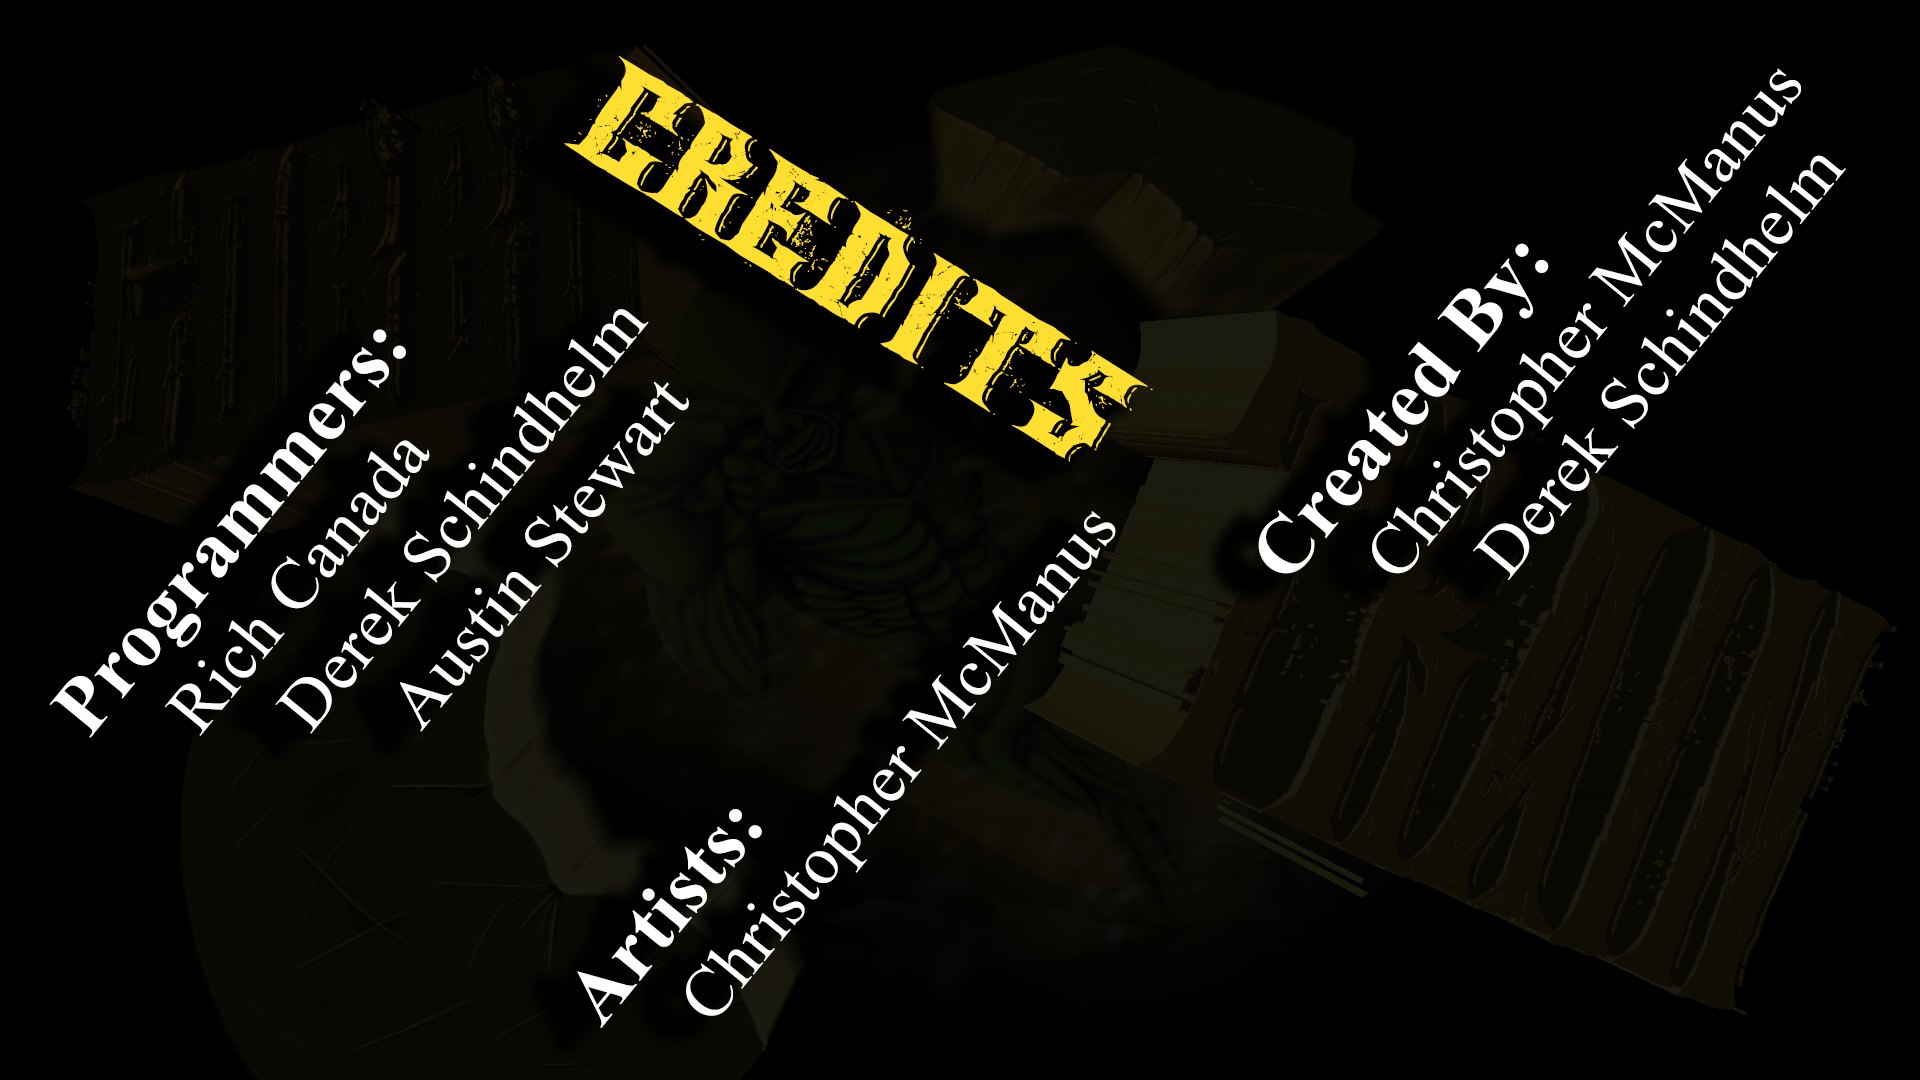 CREDITS
Programmers:
Rich Canada
Derek Schindhelm
Austin Stewart
Artists:
Christopher McManus
Created By:
Christopher McManus
Derek Schindhelm